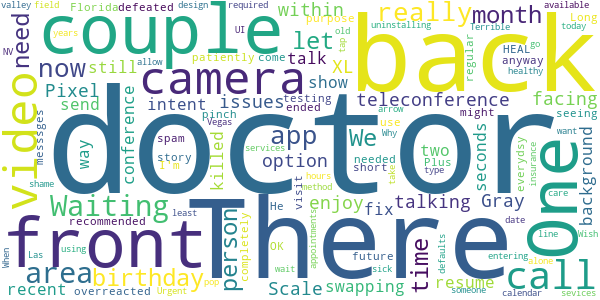 valley Florida defeated
couple
within
really
month
purpose
UI
required
field
design
uninstalling
terrible
Long
available
today
back
years
need
now
still
patiently
let
come
talk
old
tap
allow
go
regular
HEAL
anyway
healthy
NV
camera
XL
show
Pixel
send
intent
issues
testing
ended
teleconference
facing
messsges
video
way
conference
pinch
killed
Vegas
app
option
We
use
arrow
Why
might
seeing
want
spam
story
I'm
services
needed
short
two
Plus
type
seconds
everydsy
insurance
background
doctor
There
One
shame
Waiting
recommended
person
completely
visit
hours
method
appointments
enjoy
He
fix
take
talking
Gray
date
defaults
care
line
Wish
front
When
least
Las
using
area
birthday
time
OK
wait
future
sick
resume
entering
someone
alone
calendar
sevices
recent
overreacted
Urgent
pop
Scale
swapping
call